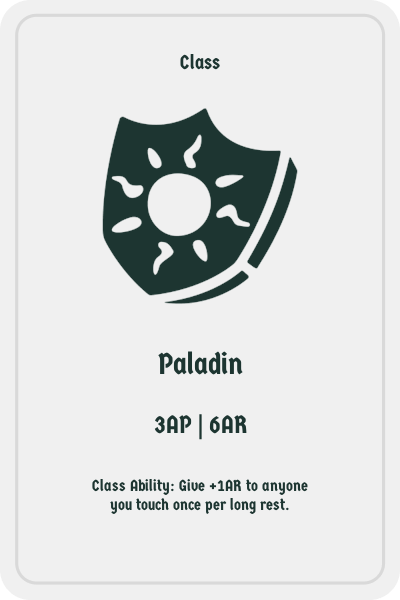 Class
Paladin
3AP | 6AR
Class Ability: Give +1AR to anyone
you touch once per long rest.